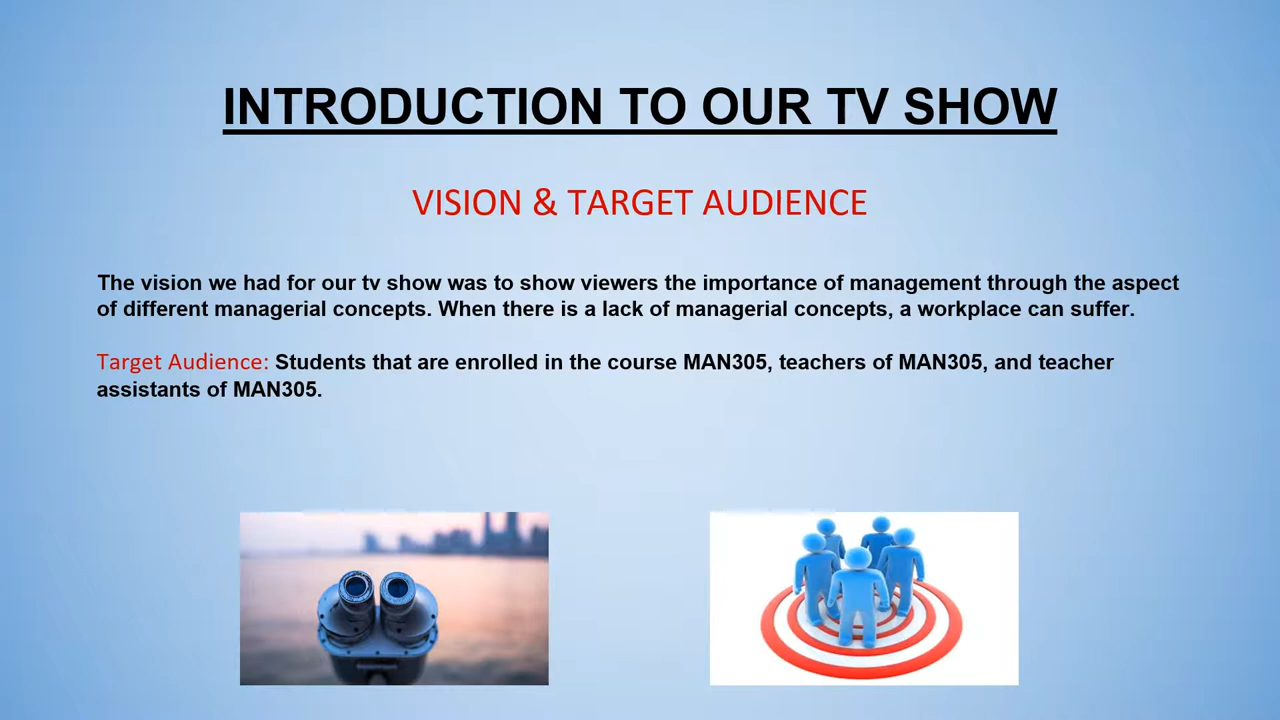 INTRODUCTION TO OUR TV SHOW
VISION & TARGET AUDIENCE
The vision we had for our tv show was to show viewers the importance of management through the aspect
of different managerial concepts. When there is a lack of managerial concepts, a workplace can suffer.
Target Audience: Students that are enrolled in the course MAN305, teachers of MAN305, and teacher
assistants of MAN305.